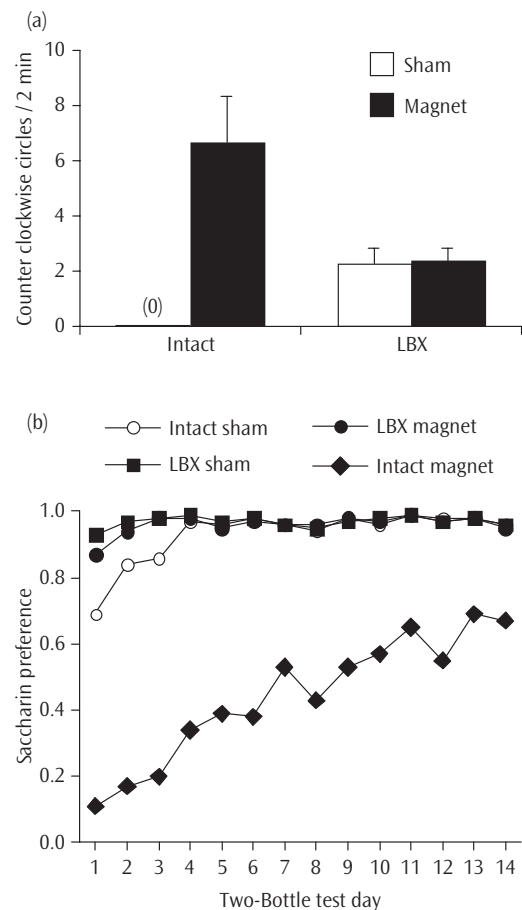 (a)
Counter clockwise circles / 2 min
10
8
6
4
2
0
Sham
Magnet
(0)
Intact
LBX
(b)
Intact sham
LBX magnet
LBX sham
Intact magnet
Saccharin preference
1.0
0.8
0.6
0.4
0.2
0.0
1 2 3 4 5 6 7 8 9 10 11 12 13 14
Two-Bottle test day